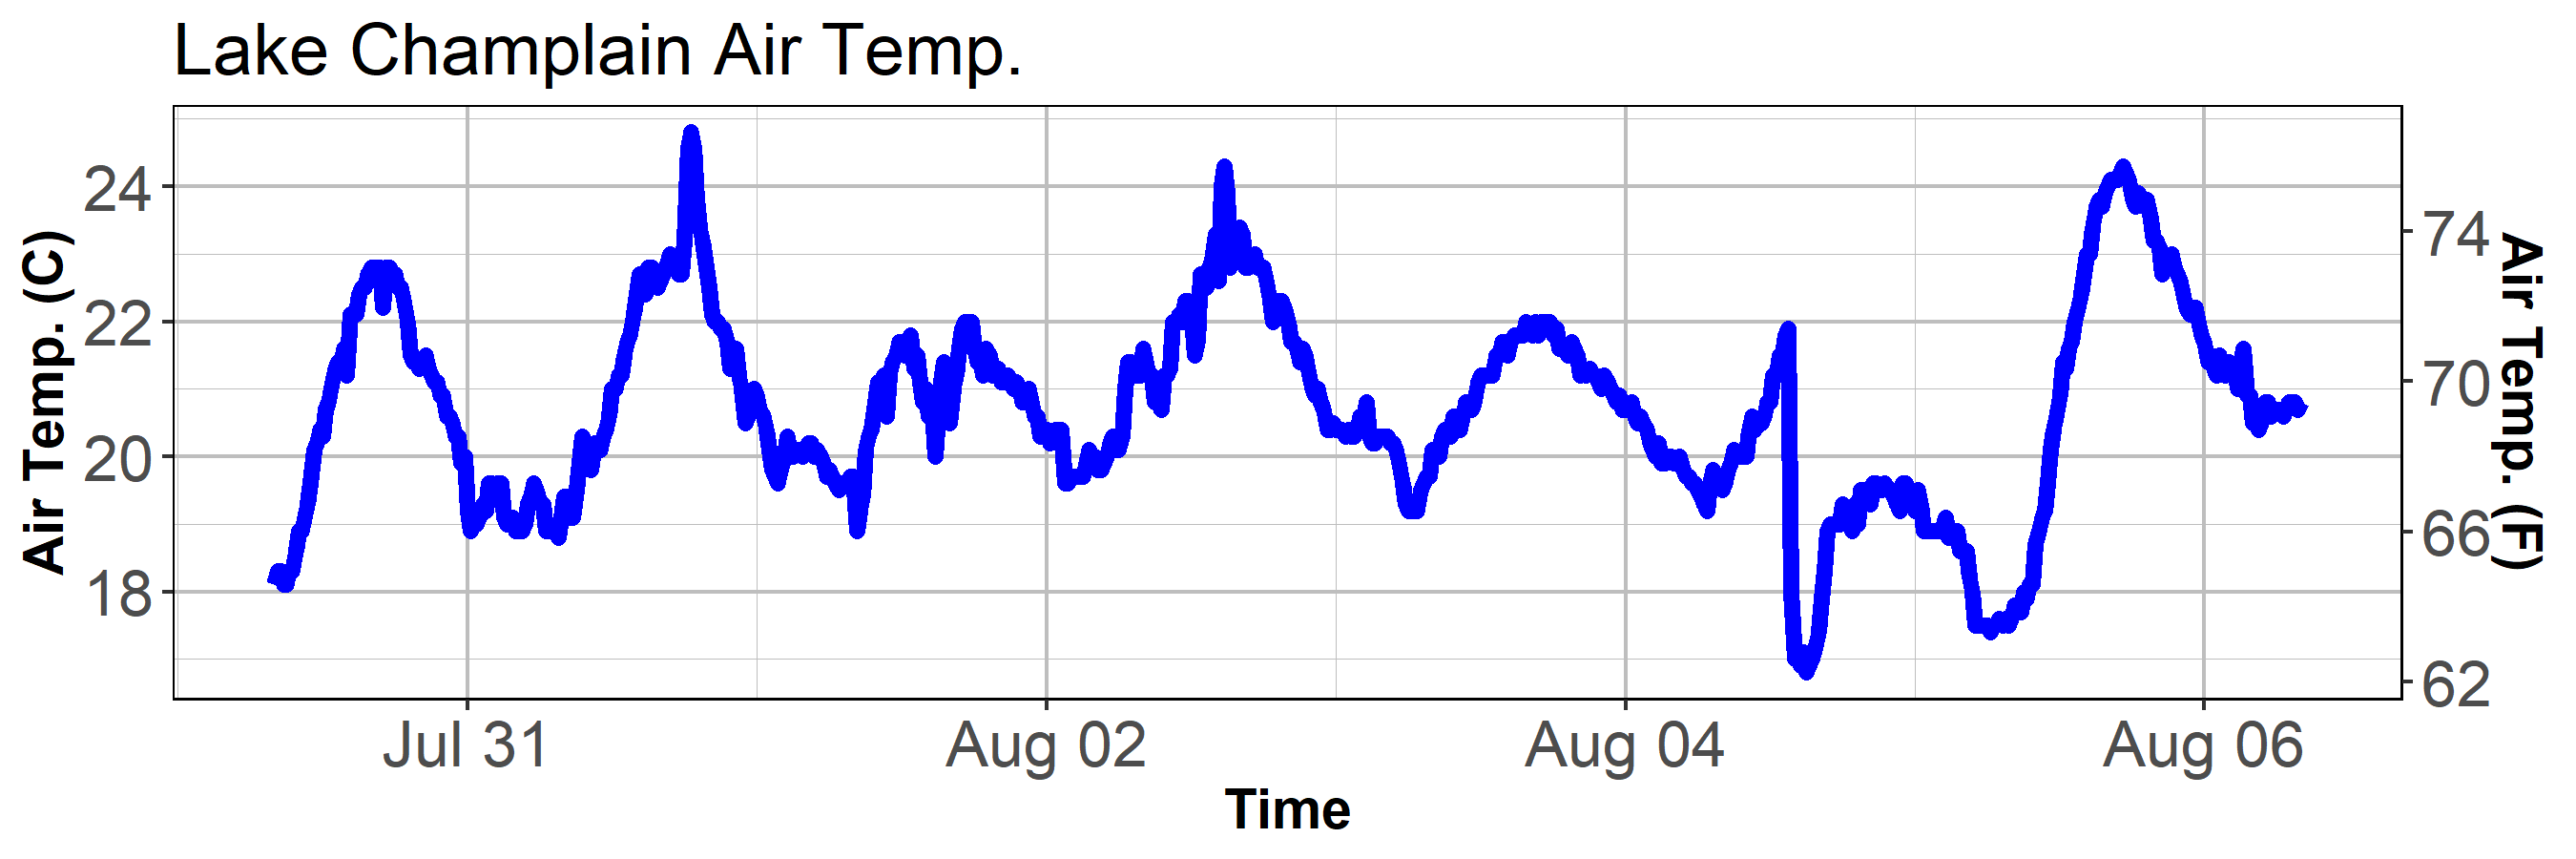 Lake Champlain Air Temp.
Air Temp. (C)
24
22
20
18
74
70
66
62
Air Temp. (F)
Jul 31
Aug 02
Aug 04
Aug 06
Time